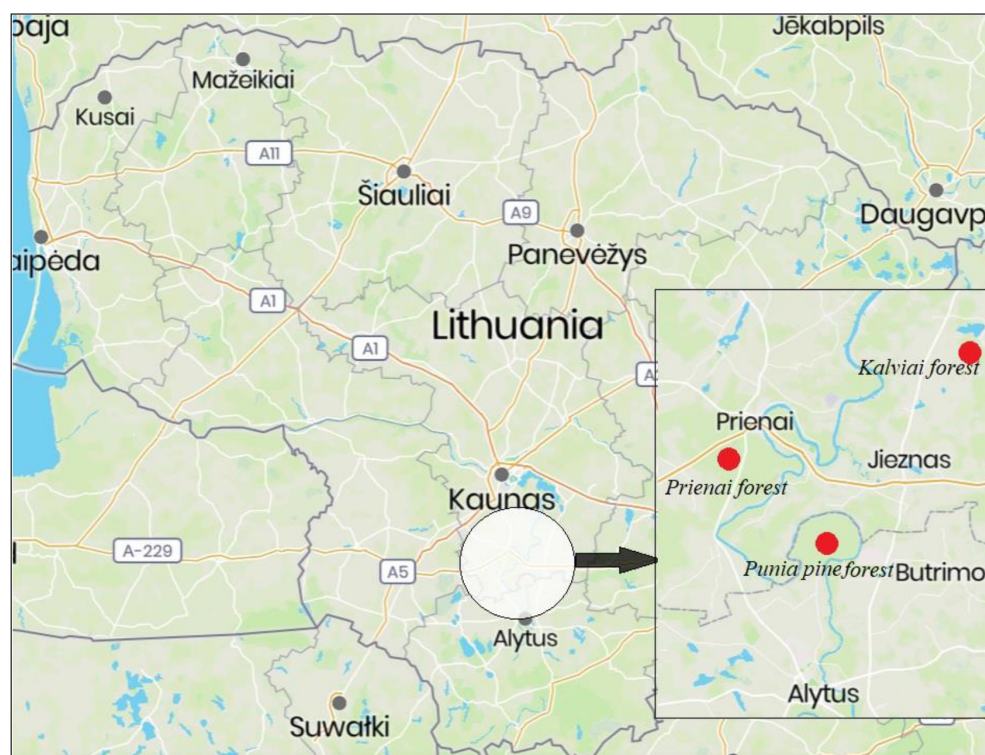 paja
Jēkabpils
Mažeikiai
Kusai
A11
Šiauliai
A9
Daugavp
aipėda
Panevėžys
A1
Lithuania
A1
Kalviai forest
Prienai
Jieznas
Kaunas
Prienai forest
A-229
A5
Punia pine forest
Butrimo
Alytus
Alytus
Suwałki